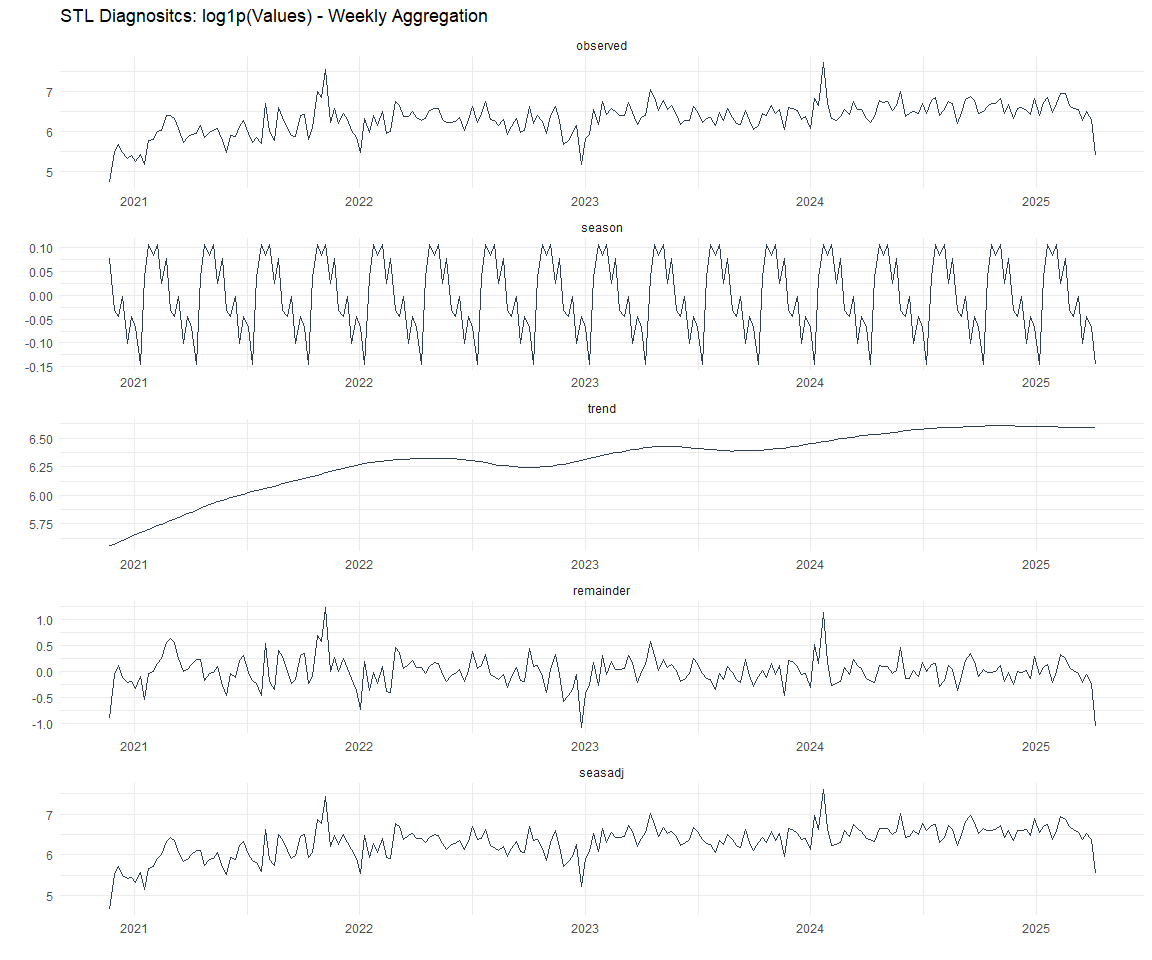 STL Diagnositcs: log1p(Values) - Weekly Aggregation
observed
7
6
5
2021 2022 2023 2024 2025
season
0.10
0.05
0.00
-0.05
-0.10
-0.15
2021 2022 2023 2024 2025
trend
6.50
6.25
6.00
5.75
2021 2022 2023 2024 2025
remainder
1.0
0.5
0.0
-0.5
-1.0
2021 2022 2023 2024 2025
seasadj
7
6
5
2021 2022 2023 2024 2025